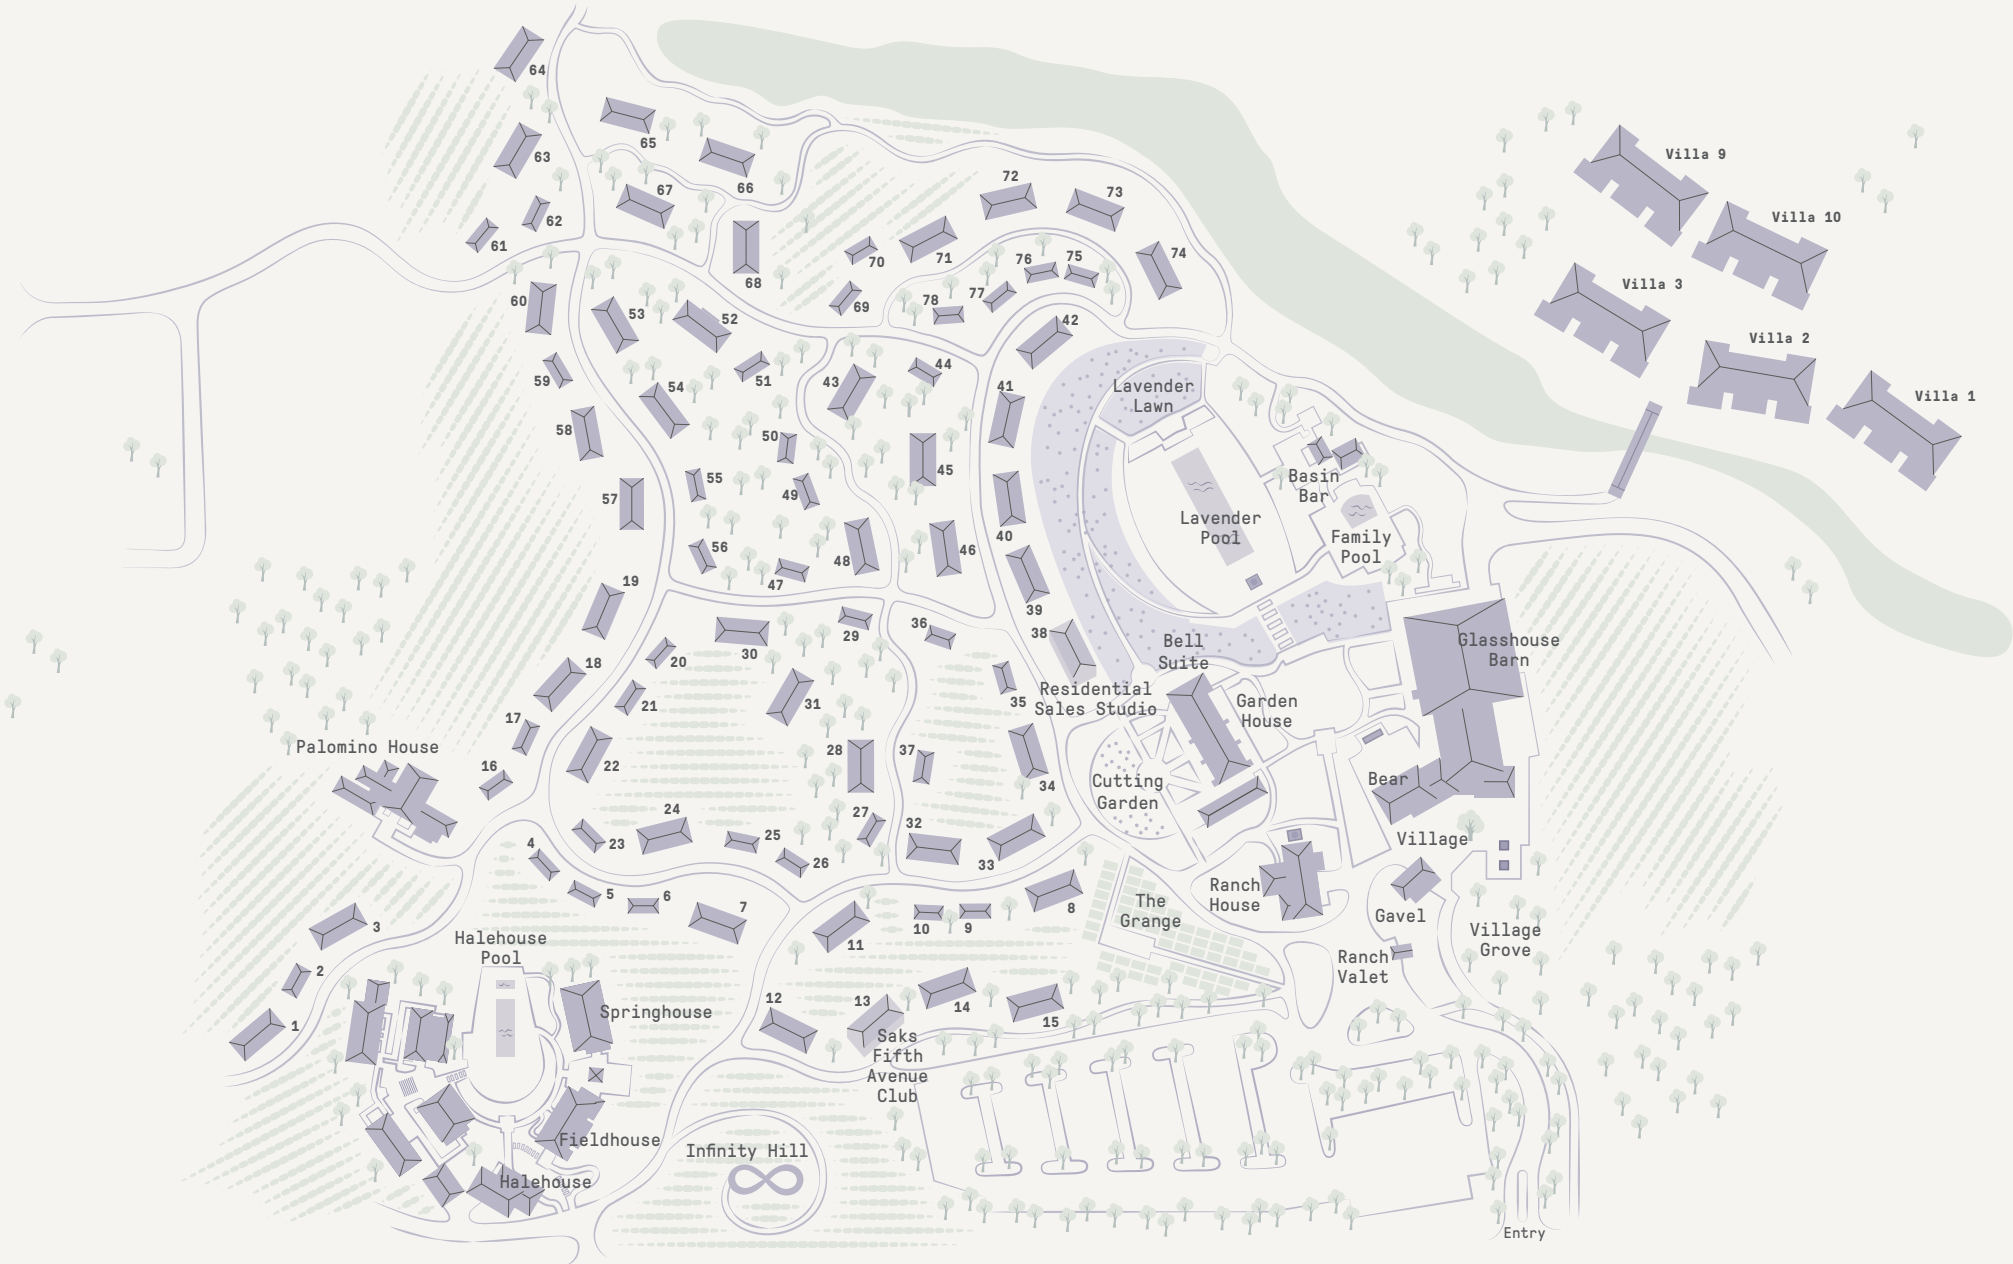 64
65
63
66
67
62
61
68
72
73
71
70
74
76
75
77
78
69
60
53
52
42
59
51
44
43
41
54
58
50
45
55
49
57
56
48
46
47
40
39
19
29
36
38
30
20
18
21
31
35
17
16
22
28
37
34
24
27
32
33
23
25
26
4
5
6
7
8
10
9
11
3
2
1
12
13
14
15
Villa 9
Villa 10
Villa 3
Villa 2
Villa 1
Lavender
Lawn
Basin
Bar
Lavender
Pool
Family
Pool
Bell
Suite
Glasshouse
Barn
Residential
Sales Studio
Garden
House
Palomino House
Cutting
Garden
Bear
Village
Ranch
House
The
Grange
Gavel
Village
Grove
Ranch
Valet
Halehouse
Pool
Springhouse
Saks
Fifth
Avenue
Club
Fieldhouse
Infinity Hill
Halehouse
Entry